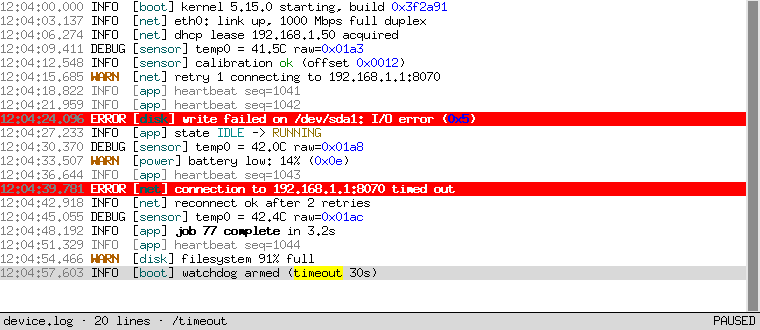 12:04:00.000 INFO [boot] kernel 5.15.0 starting, build 0x3f2a91
12:04:03.137 INFO [net] eth0: link up, 1000 Mbps full duplex
12:04:06.274 INFO [net] dhcp lease 192.168.1.50 acquired
12:04:09.411 DEBUG [sensor] temp0 = 41.5C raw=0x01a3
12:04:12.548 INFO [sensor] calibration ok (offset 0x0012)
12:04:15.685 WARN [net] retry 1 connecting to 192.168.1.1:8070
12:04:18.822 INFO [app] heartbeat seq=1041
12:04:21.959 INFO [app] heartbeat seq=1042
12:04:24.096 ERROR [disk] write failed on /dev/sda1: I/O error (0x5)
12:04:27.233 INFO [app] state IDLE -> RUNNING
12:04:30.370 DEBUG [sensor] temp0 = 42.0C raw=0x01a8
12:04:33.507 WARN [power] battery low: 14% (0x0e)
12:04:36.644 INFO [app] heartbeat seq=1043
12:04:39.781 ERROR [net] connection to 192.168.1.1:8070 timed out
12:04:42.918 INFO [net] reconnect ok after 2 retries
12:04:45.055 DEBUG [sensor] temp0 = 42.4C raw=0x01ac
12:04:48.192 INFO [app] job 77 complete in 3.2s
12:04:51.329 INFO [app] heartbeat seq=1044
12:04:54.466 WARN [disk] filesystem 91% full
12:04:57.603 INFO [boot] watchdog armed (timeout 30s)
device.log · 20 lines · /timeout PAUSED